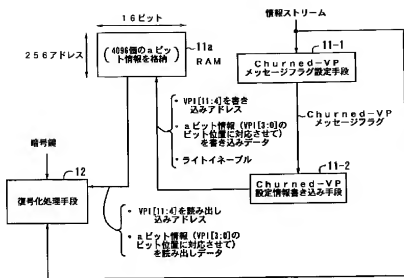 16ビット
情報ストリーム
256アドレス
(4096個のaビッ
ト情報を格納)
11a
RAM
11-1
Churned-VP
メッセージフラグ設定手段
・ VPI[11:4]を書き
込みアドレス
・ aビット情報(VPI[3:0]の
ビット位置に対応させて)
を書き込みデータ
・ ライトイネーブル
Churned-VP
メッセージフラグ
11-2
設定情報書き込み手段
暗号鍵
12
復号化処理手段
・ VPI[11:4]を読み出し
込みアドレス
・ aビット情報(VPI[3:0]の
ビット位置に対応させて)
を読み出しデータ